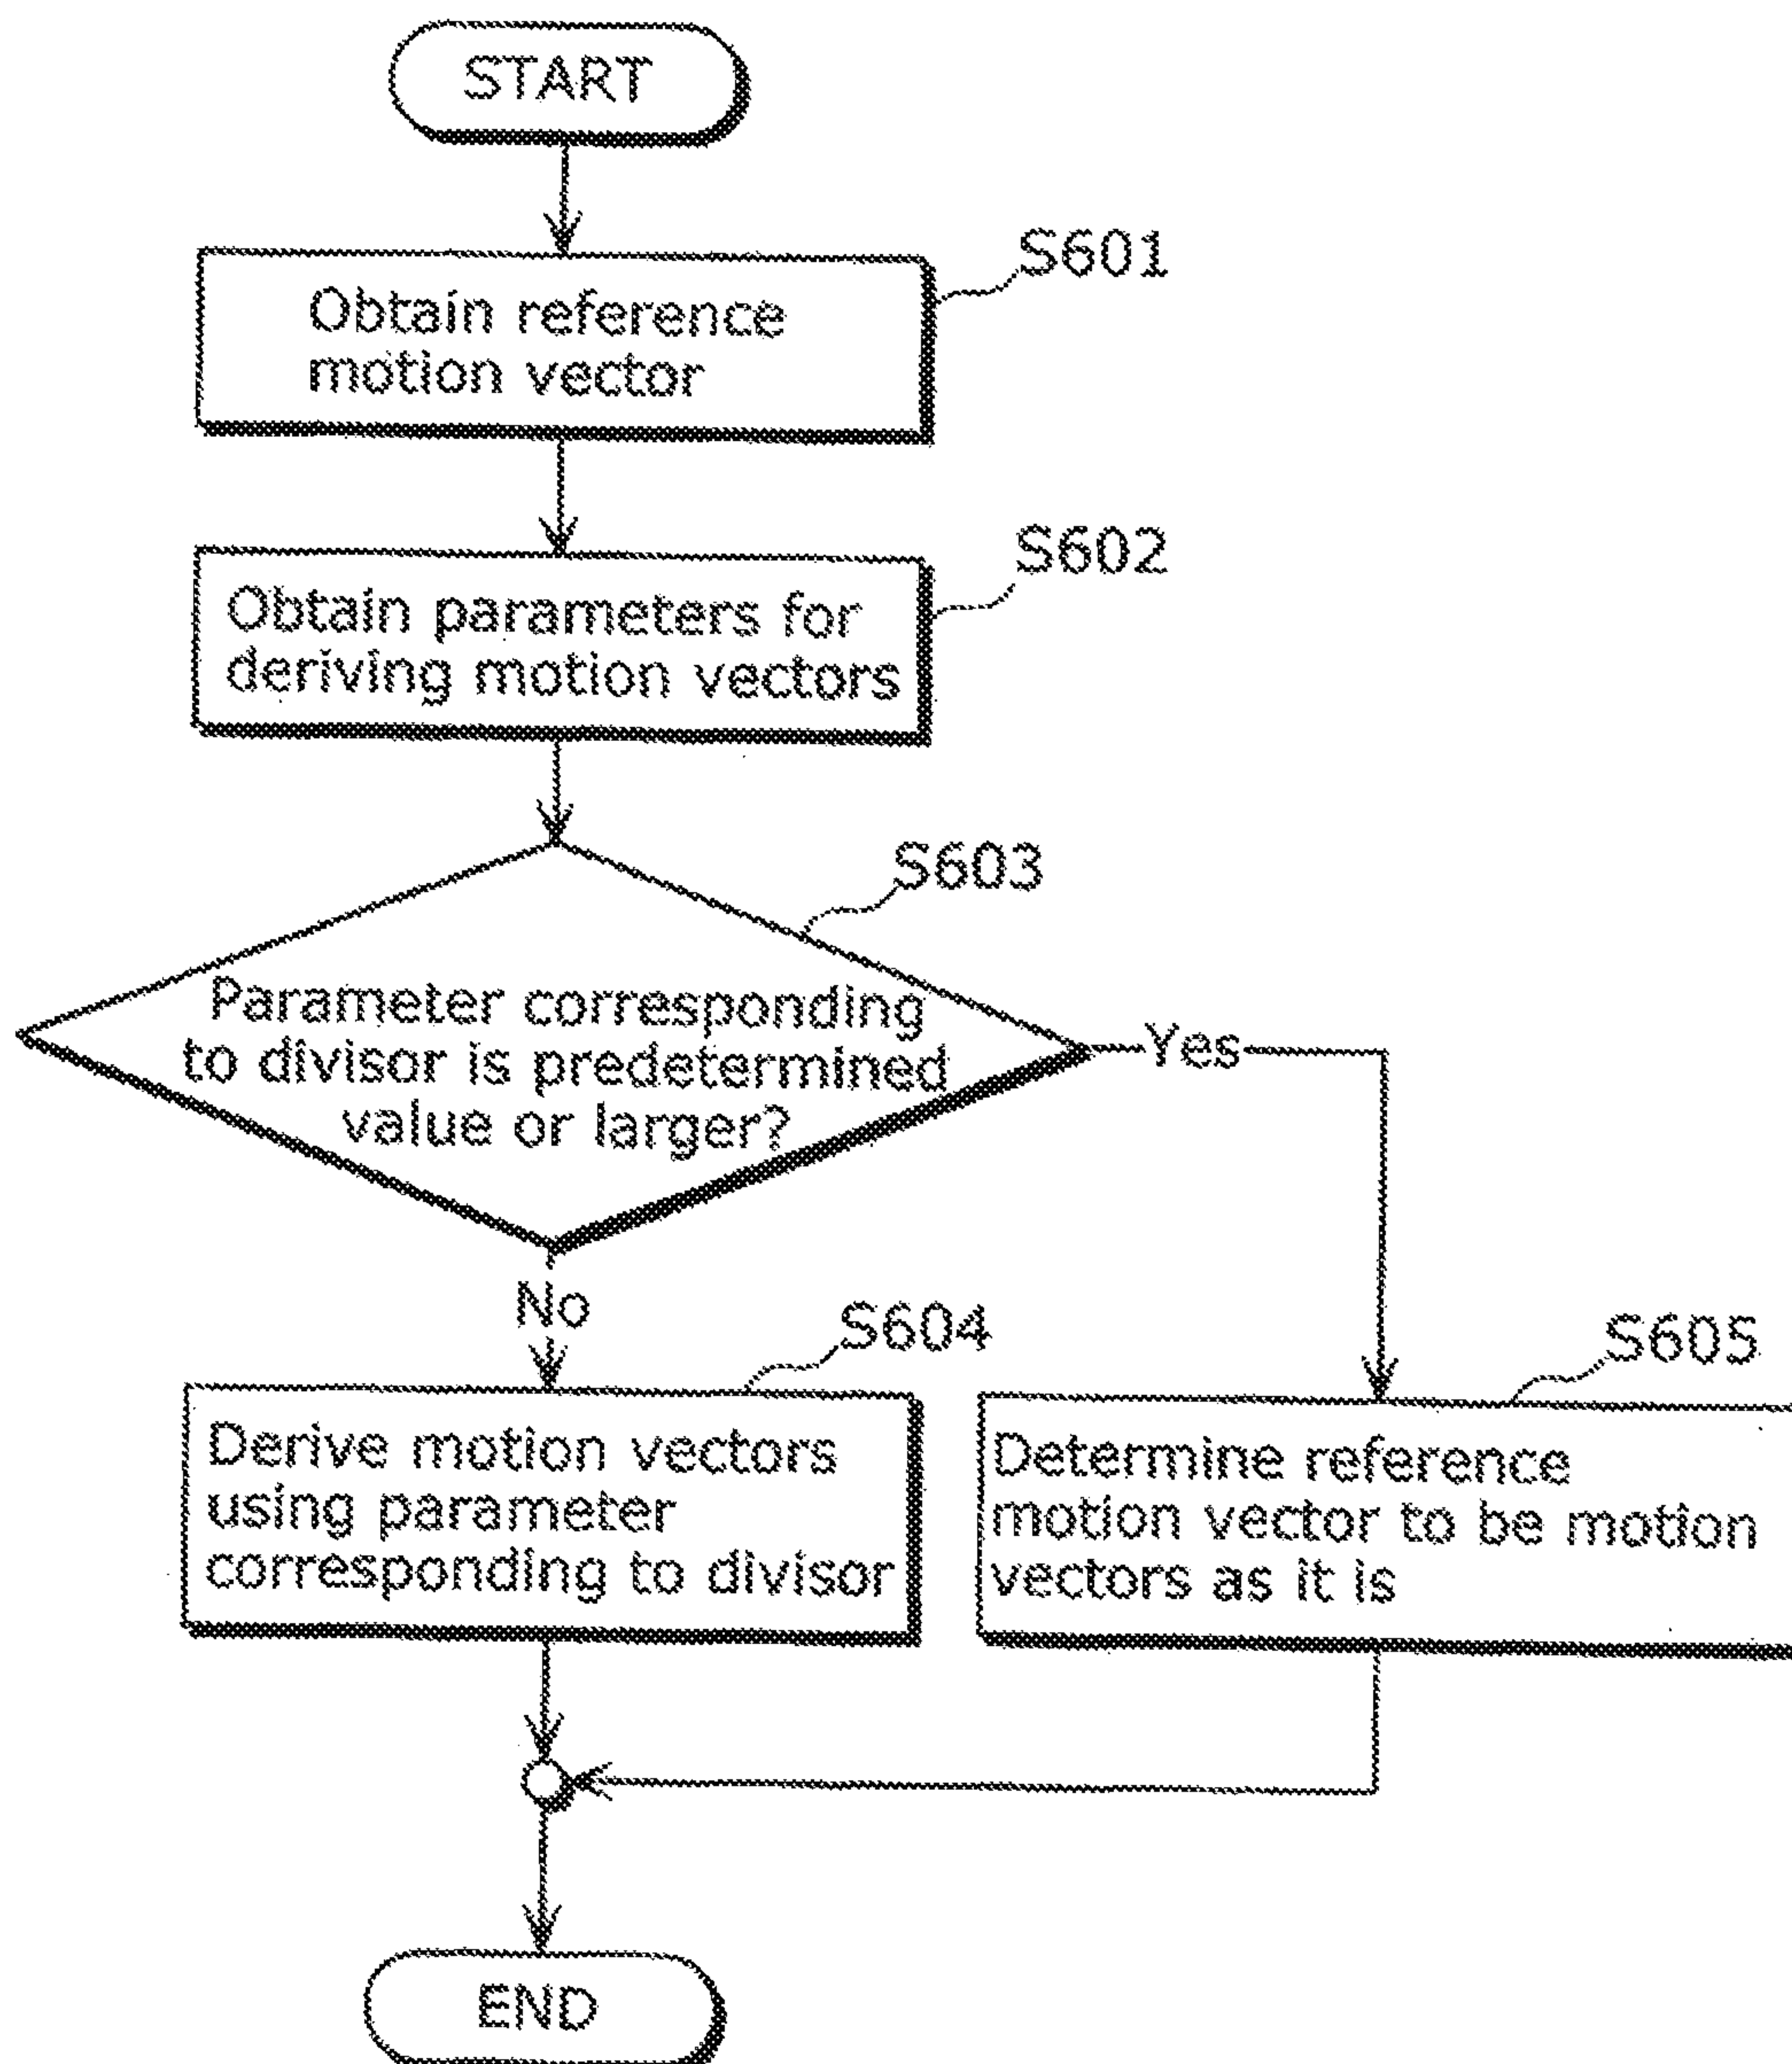 START
S601
Obtain reference
motion vector
S602
Obtain parameters for
deriving motion vectors
S603
Parameter corresponding
to divisor is predetermined
value or larger?
Yes
No
S604
Derive motion vectors
using parameter
corresponding to divisor
S605
Determine reference
motion vector to be motion
vectors as it is
END